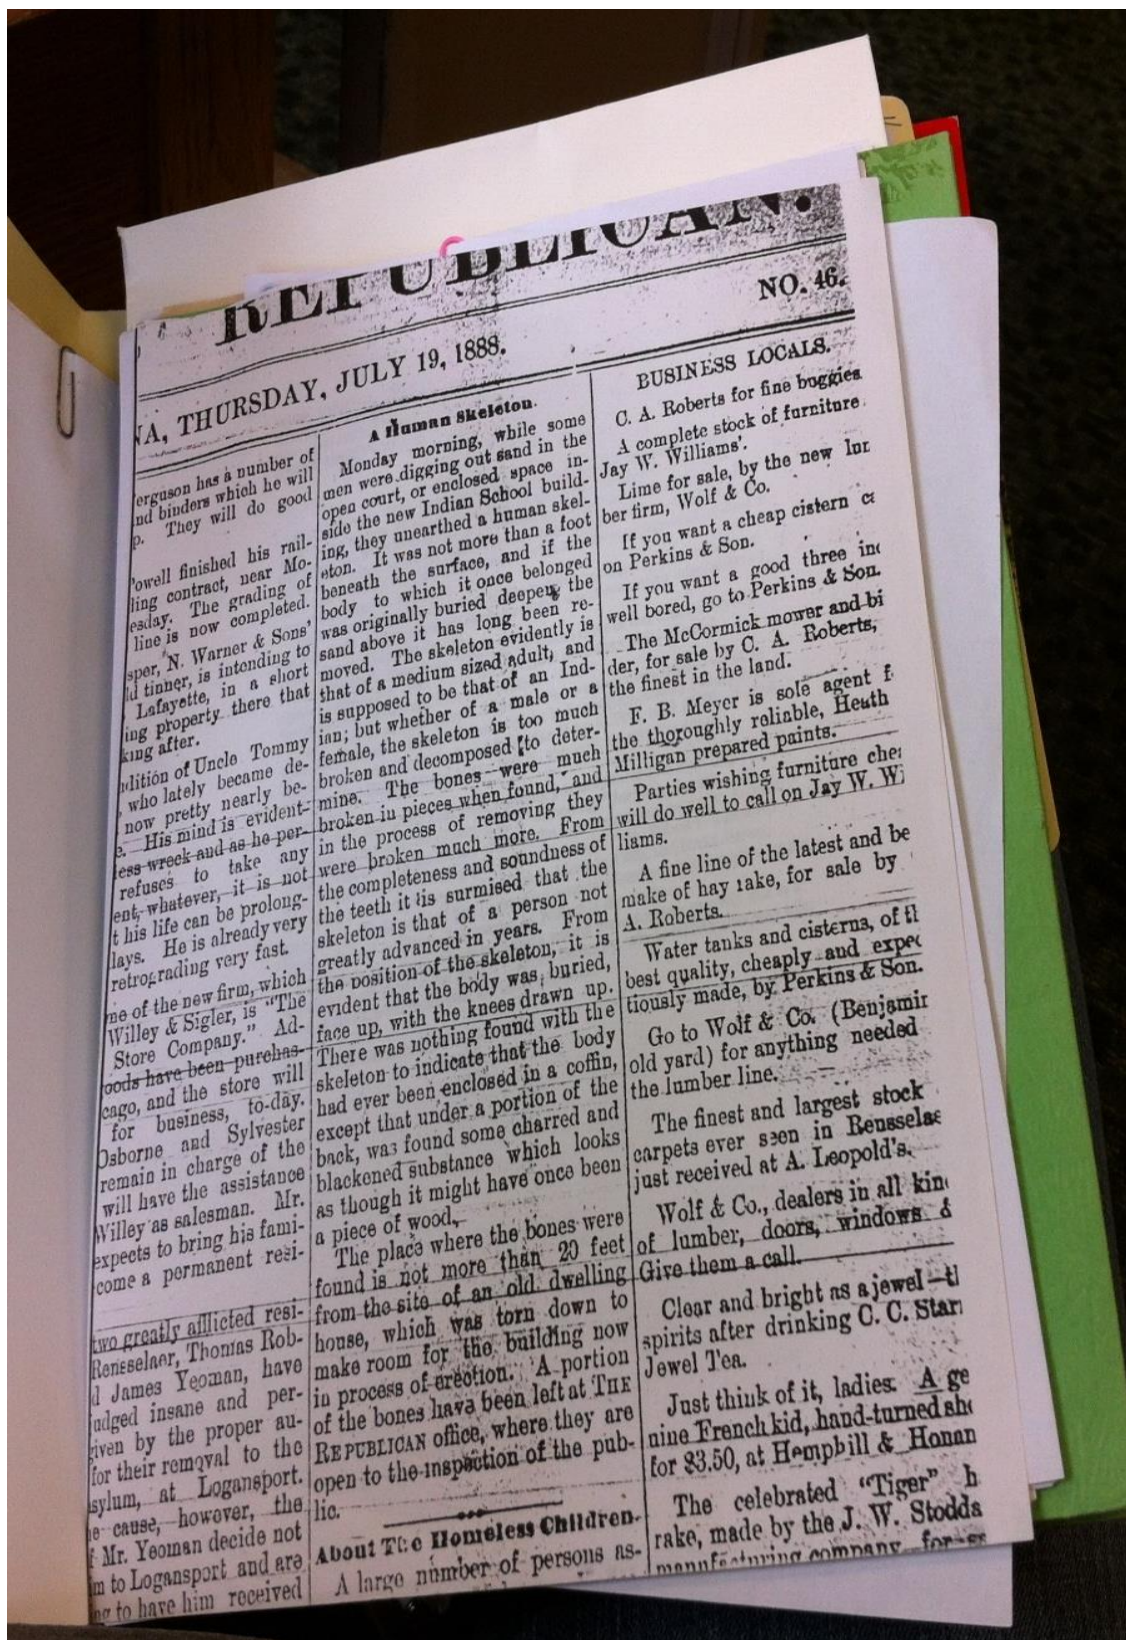 REPUBLICAN.
NO. 46.
NA, THURSDAY, JULY 19, 1888.
erguson has a number of
nd binders which he will
p. They will do good
owell finished his rail-
ling contract, near Mo-
esday. The grading of
line is now completed.
sper, N. Warner & Sons'
ld tinner, is intending to
Lafayette, in a short
ing property there that
king after.
dition of Uncle Tommy
who lately became de-
now pretty nearly be-
e. His mind is evident-
less wreck and as he per-
refuses to take any
ent, whatever, it is not
t his life can be prolong-
lays. He is already very
retrograding very fast.
me of the new firm, which
Willey & Sigler, is "The
Store Company." Ad-
oods have been purchas-
cago, and the store will
for business, to-day.
Osborne and Sylvester
remain in charge of the
will have the assistance
Willey as salesman. Mr.
expects to bring his fami-
come a permanent resi-
two greatly afflicted resi-
Rensselaer, Thomas Rob-
d James Yeoman, have
udged insane and per-
given by the proper au-
for their removal to the
sylum, at Logansport.
e cause, however, the
f Mr. Yeoman decide not
im to Logansport and are
ng to have him received
A Human Skeleton.
Monday morning, while some
men were digging out sand in the
open court, or enclosed space in-
side the new Indian School build-
ing, they unearthed a human skel-
eton. It was not more than a foot
beneath the surface, and if the
body to which it once belonged
was originally buried deeper, the
sand above it has long been re-
moved. The skeleton evidently is
that of a medium sized adult, and
is supposed to be that of an Ind-
ian; but whether of a male or a
female, the skeleton is too much
broken and decomposed to deter-
mine. The bones were much
broken in pieces when found, and
in the process of removing they
were broken much more. From
the completeness and soundness of
the teeth it is surmised that the
skeleton is that of a person not
greatly advanced in years. From
the position of the skeleton, it is
evident that the body was buried,
face up, with the knees drawn up.
There was nothing found with the
skeleton to indicate that the body
had ever been enclosed in a coffin,
except that under a portion of the
back, was found some charred and
blackened substance which looks
as though it might have once been
a piece of wood.
The place where the bones were
found is not more than 20 feet
from the site of an old dwelling
house, which was torn down to
make room for the building now
in process of erection. A portion
of the bones have been left at THE
REPUBLICAN office, where they are
open to the inspection of the pub-
lic.
About The Homeless Children.
A large number of persons as-
BUSINESS LOCALS.
C. A. Roberts for fine buggies
A complete stock of furniture
Jay W. Williams'.
Lime for sale, by the new lum
ber firm, Wolf & Co.
If you want a cheap cistern ca
on Perkins & Son.
If you want a good three inc
well bored, go to Perkins & Son.
The McCormick mower and bi
der, for sale by C. A. Roberts,
the finest in the land.
F. B. Meyer is sole agent f
the thoroughly reliable, Heath
Milligan prepared paints.
Parties wishing furniture chea
will do well to call on Jay W. Wi
liams.
A fine line of the latest and be
make of hay rake, for sale by
A. Roberts.
Water tanks and cisterns, of th
best quality, cheaply and exped
tiously made, by Perkins & Son.
Go to Wolf & Co. (Benjamin
old yard) for anything needed
the lumber line.
The finest and largest stock
carpets ever seen in Rensselae
just received at A. Leopold's.
Wolf & Co., dealers in all kind
of lumber, doors, windows &
Give them a call.
Clear and bright as a jewel—th
spirits after drinking C. C. Starr
Jewel Tea.
Just think of it, ladies. A ge
nine French kid, hand-turned sho
for $3.50, at Hemphill & Honan
The celebrated "Tiger" h
rake, made by the J. W. Stodda
manufacturing company